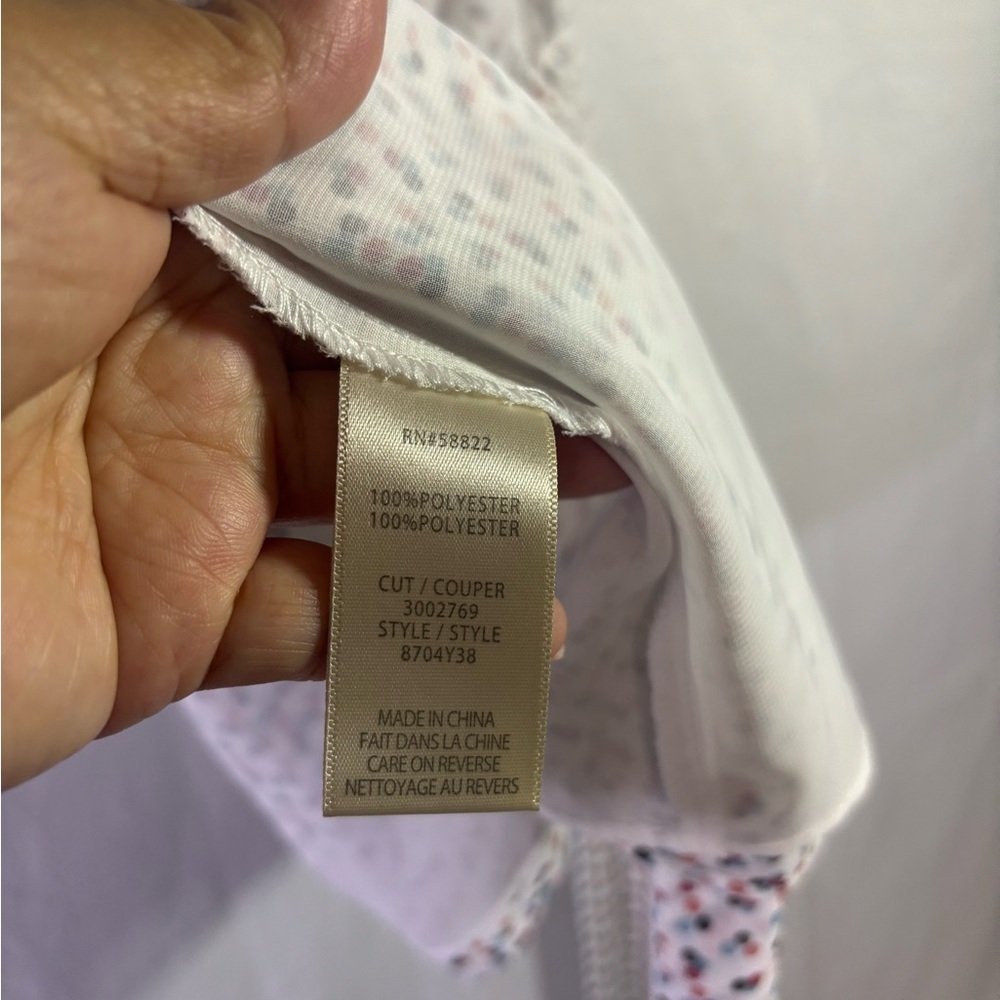 RN#58822
100%POLYESTER
100%POLYESTER
CUT / COUPER
3002769
STYLE / STYLE
8704Y38
MADE IN CHINA
FAIT DANS LA CHINE
CARE ON REVERSE
NETTOYAGE AU REVERS